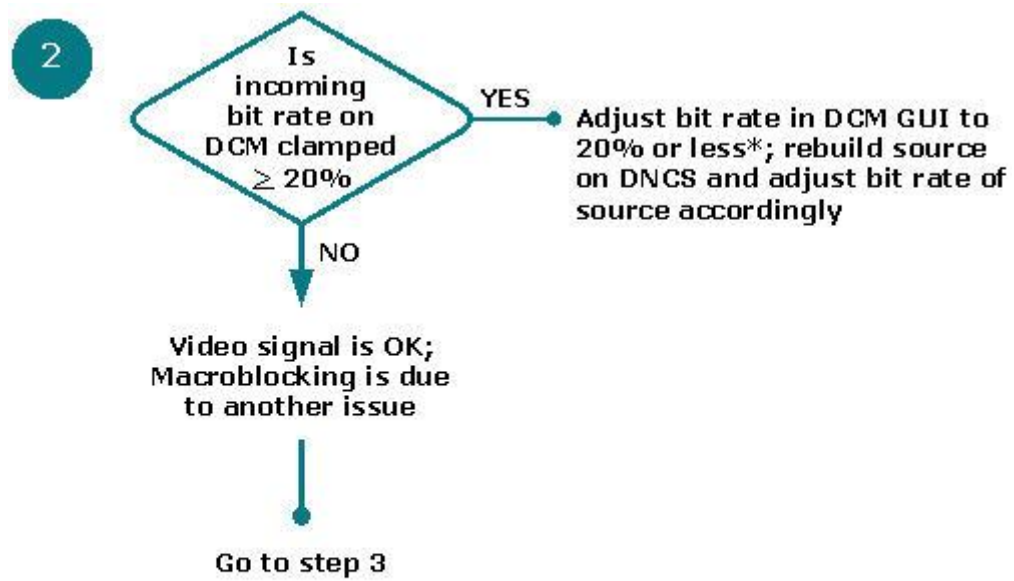 2
Is
incoming
bit rate on
DCM clamped
≥ 20%
YES
Adjust bit rate in DCM GUI to
20% or less*; rebuild source
on DNCS and adjust bit rate of
source accordingly
NO
Video signal is OK;
Macroblocking is due
to another issue
Go to step 3